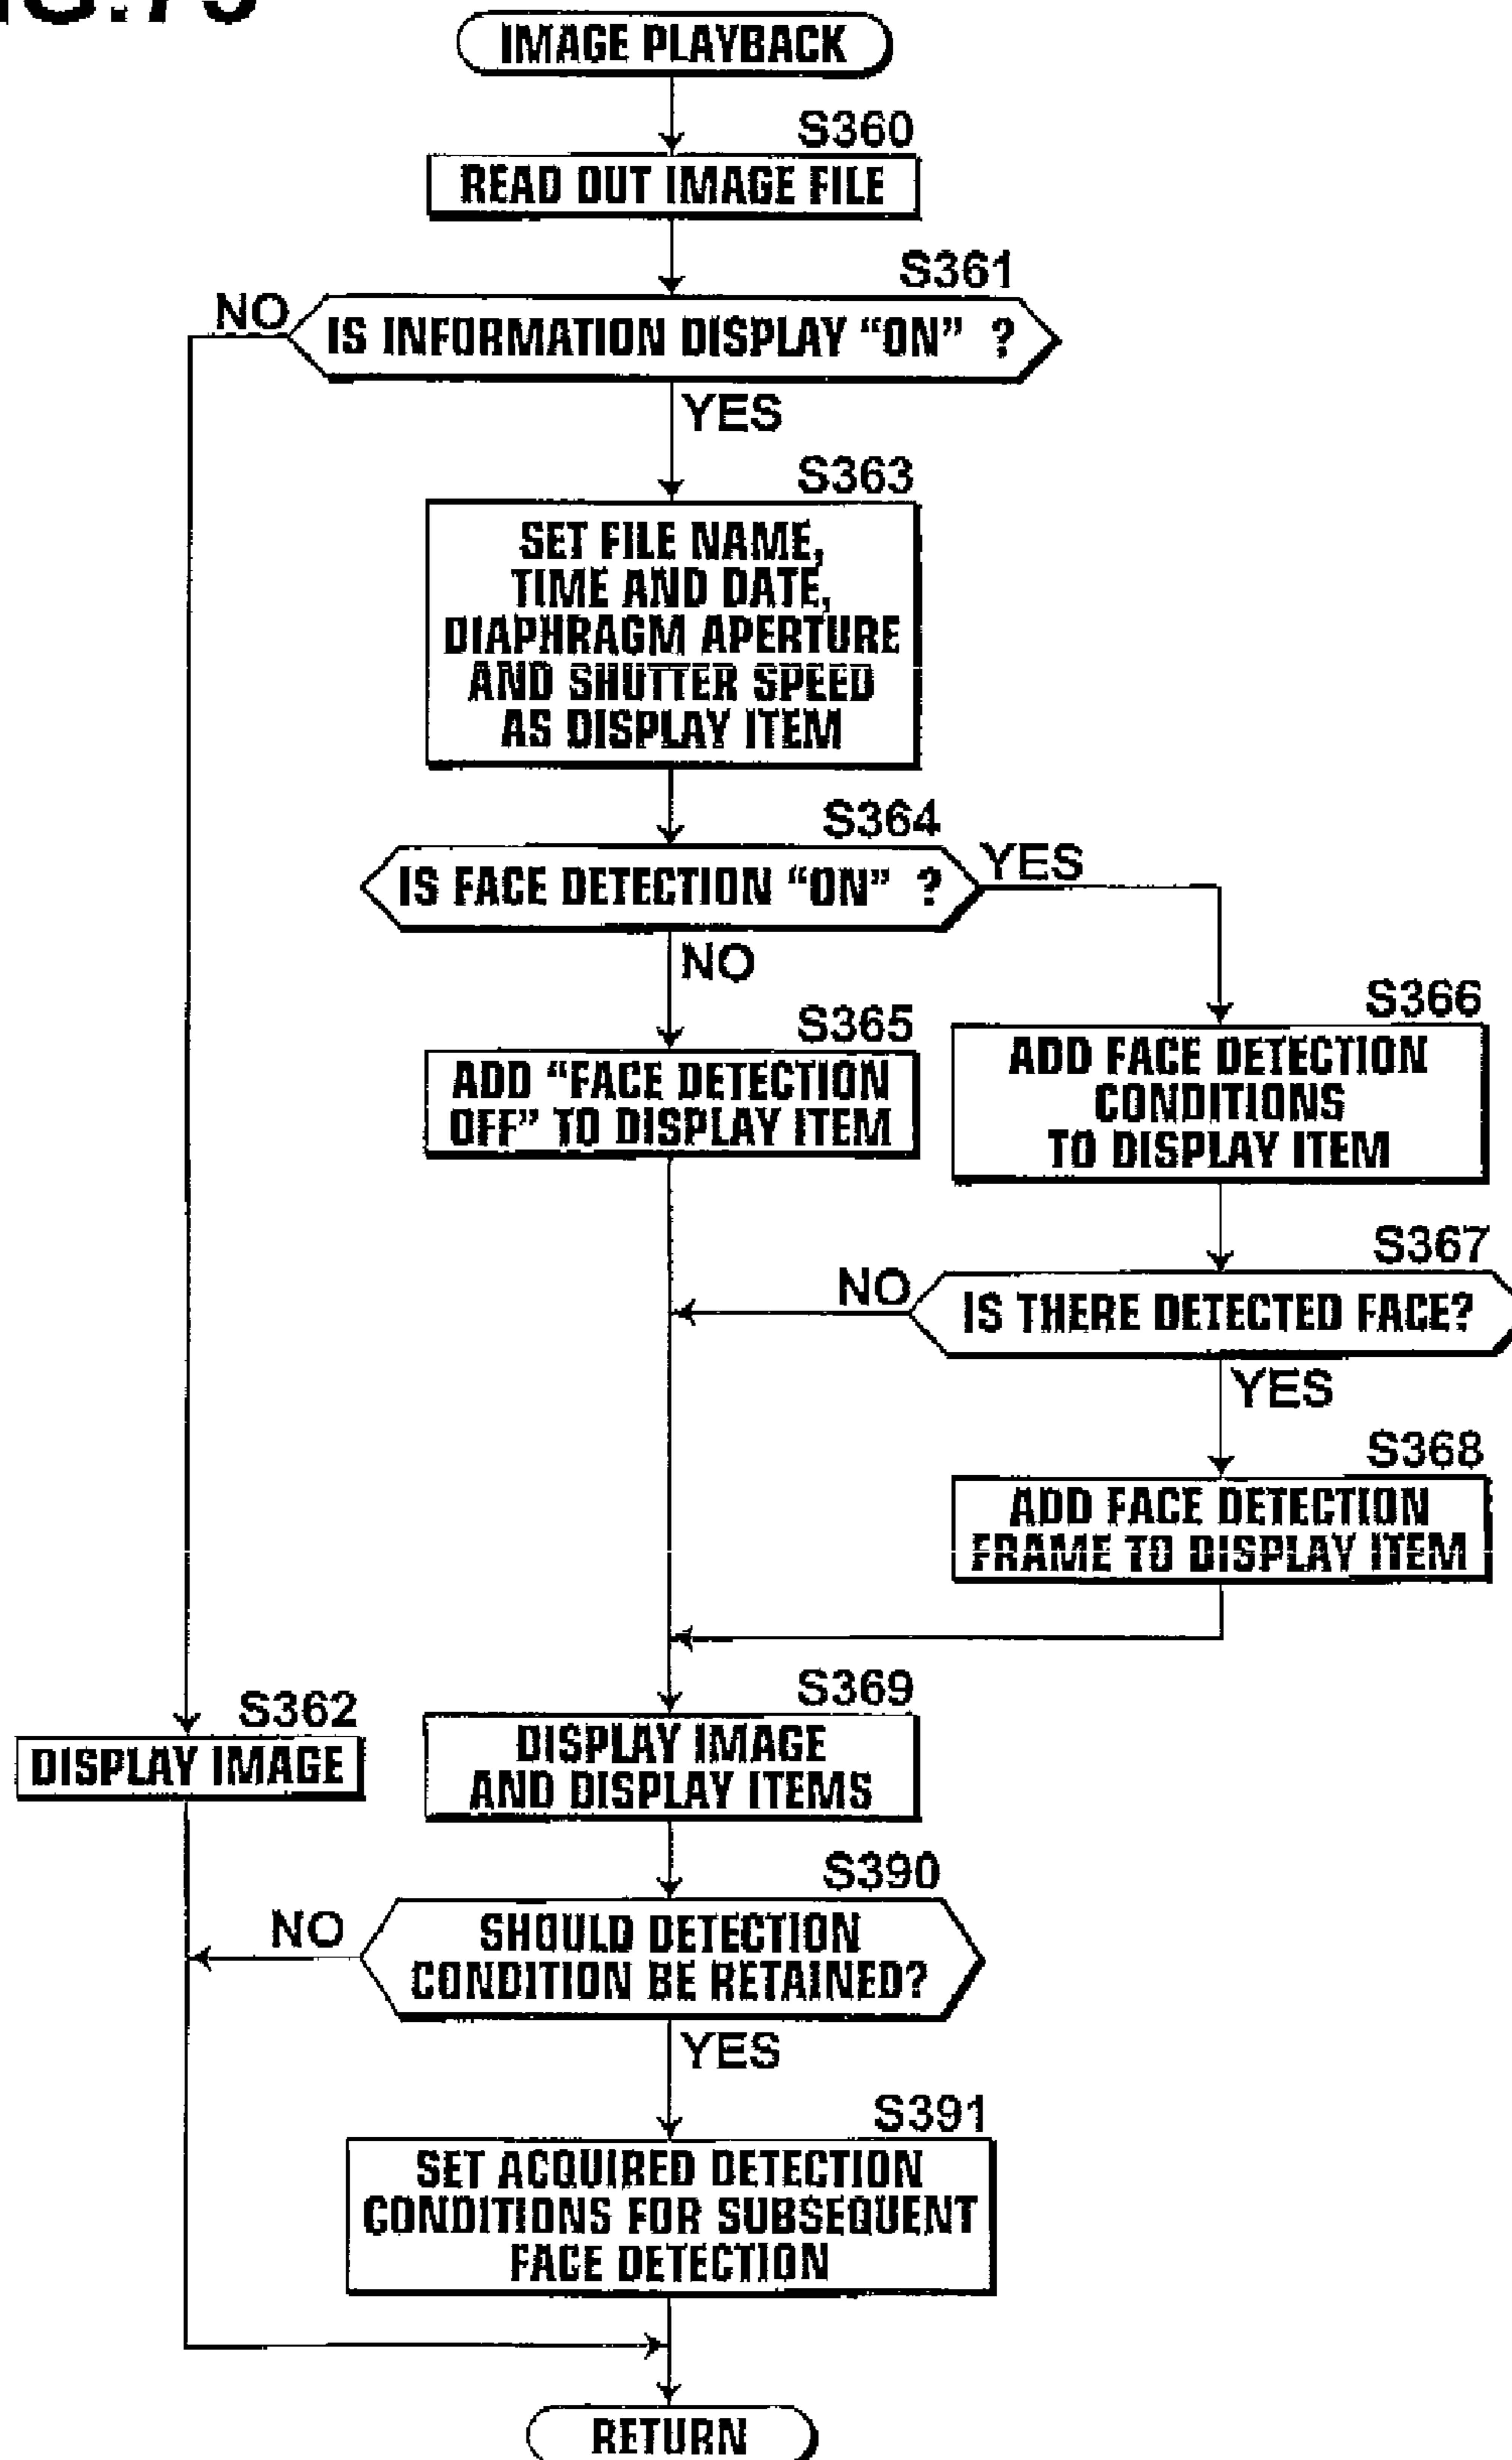 IMAGE PLAYBACK
S360
READ OUT IMAGE FILE
S361
NO
IS INFORMATION DISPLAY “ON” ?
YES
S363
SET FILE NAME,
TIME AND DATE,
DIAPHRAGM APERTURE
AND SHUTTER SPEED
AS DISPLAY ITEM
S364
IS FACE DETECTION “ON” ?
YES
NO
S365
ADD “FACE DETECTION
OFF” TO DISPLAY ITEM
S366
ADD FACE DETECTION
CONDITIONS
TO DISPLAY ITEM
S367
NO
IS THERE DETECTED FACE?
YES
S368
ADD FACE DETECTION
FRAME TO DISPLAY ITEM
S362
DISPLAY IMAGE
S369
DISPLAY IMAGE
AND DISPLAY ITEMS
S390
NO
SHOULD DETECTION
CONDITION BE RETAINED?
YES
S391
SET ACQUIRED DETECTION
CONDITIONS FOR SUBSEQUENT
FACE DETECTION
RETURN